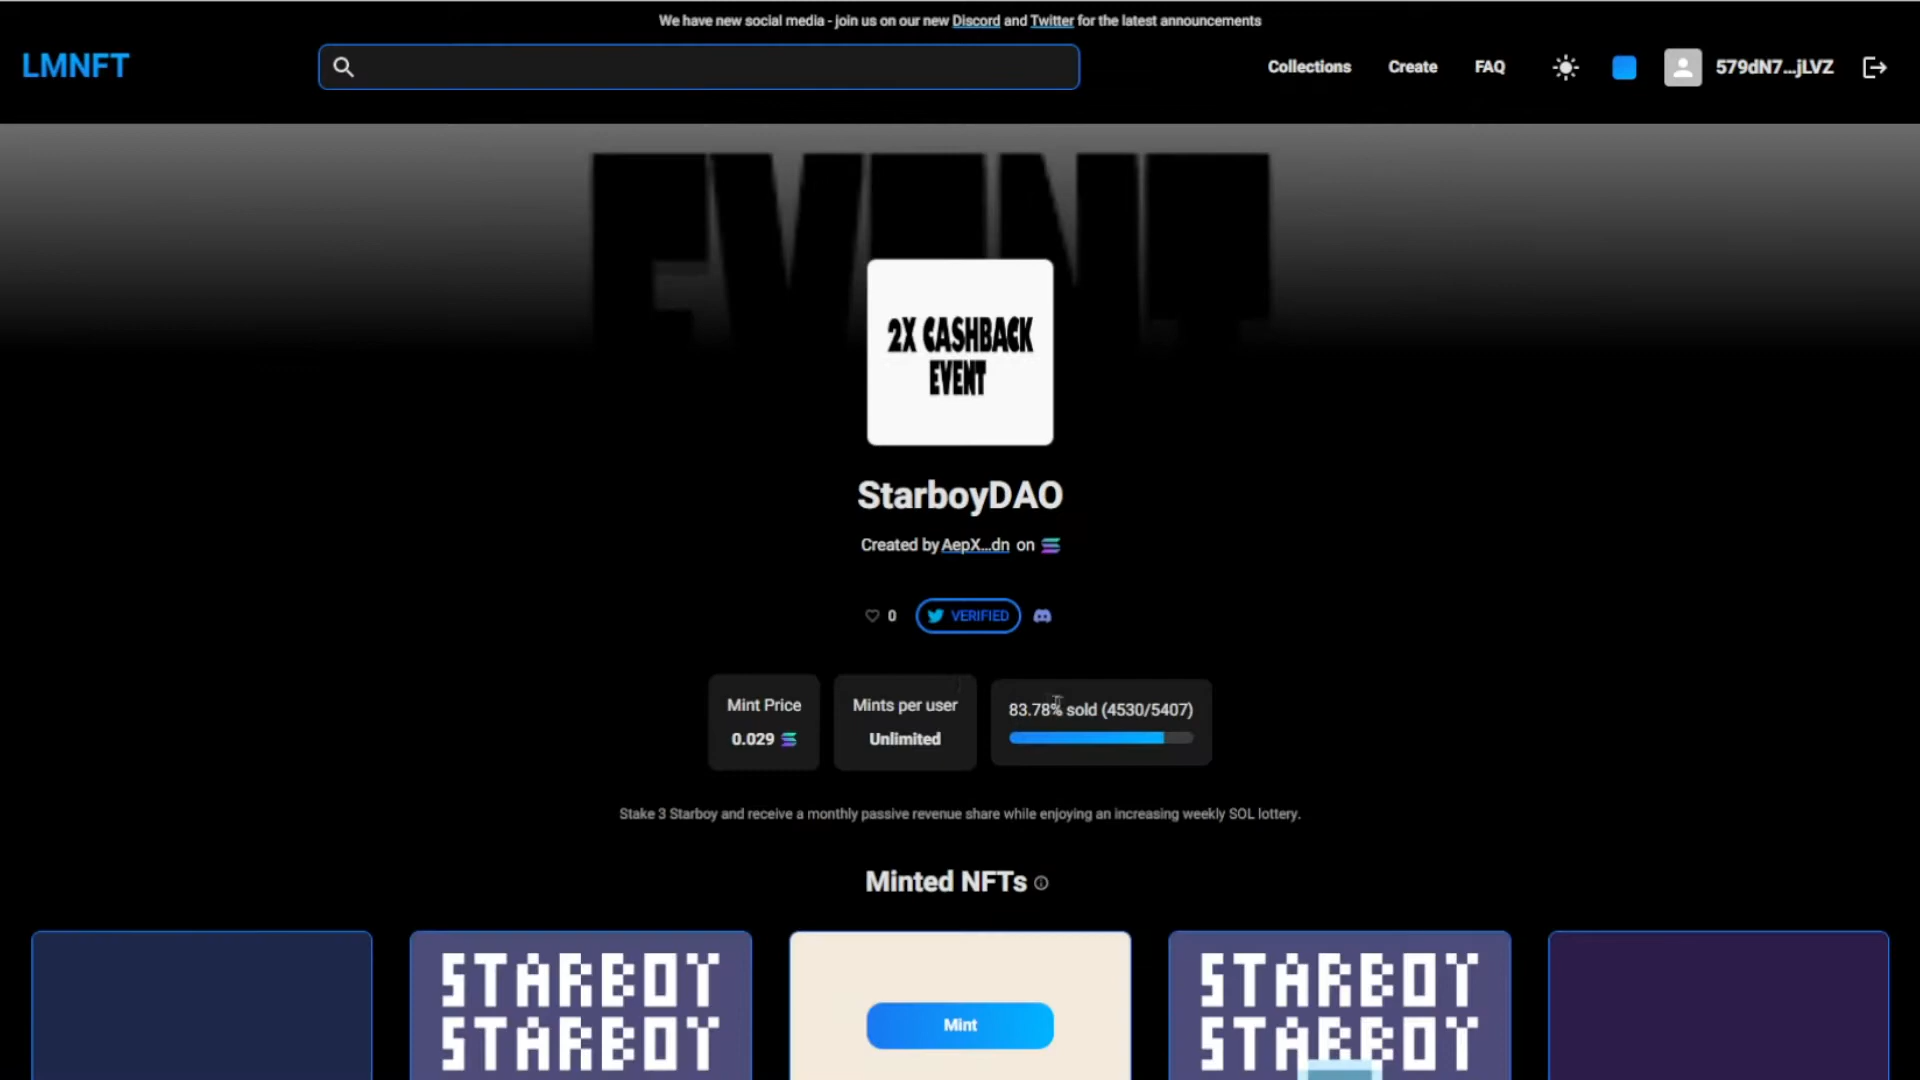 We have new social media - join us on our new Discord and Twitter for the latest announcements
LMNFT
Collections
Create
FAQ
579dN7...jLVZ
EVENT
2X CASHBACK
EVENT
StarboyDAO
Created by AepX...dn on
0
VERIFIED
Mint Price
0.029
Mints per user
Unlimited
83.78% sold (4530/5407)
Stake 3 Starboy and receive a monthly passive revenue share while enjoying an increasing weekly SOL lottery.
Minted NFTs
STARBOY
STARBOY
Mint
STARBOY
STARBOY